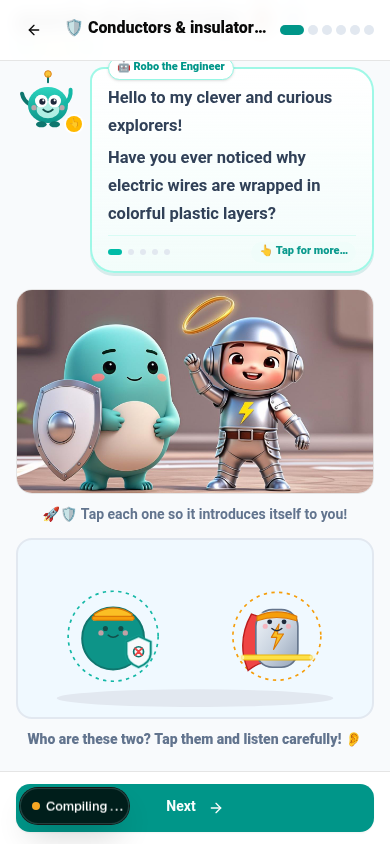 🛡️ Conductors & insulator…
🤖 Robo the Engineer
Hello to my clever and curious
explorers!
Have you ever noticed why
electric wires are wrapped in
colorful plastic layers?
👆 Tap for more...
🚀🛡️ Tap each one so it introduces itself to you!
Who are these two? Tap them and listen carefully! 👂
Compiling ...
Next →